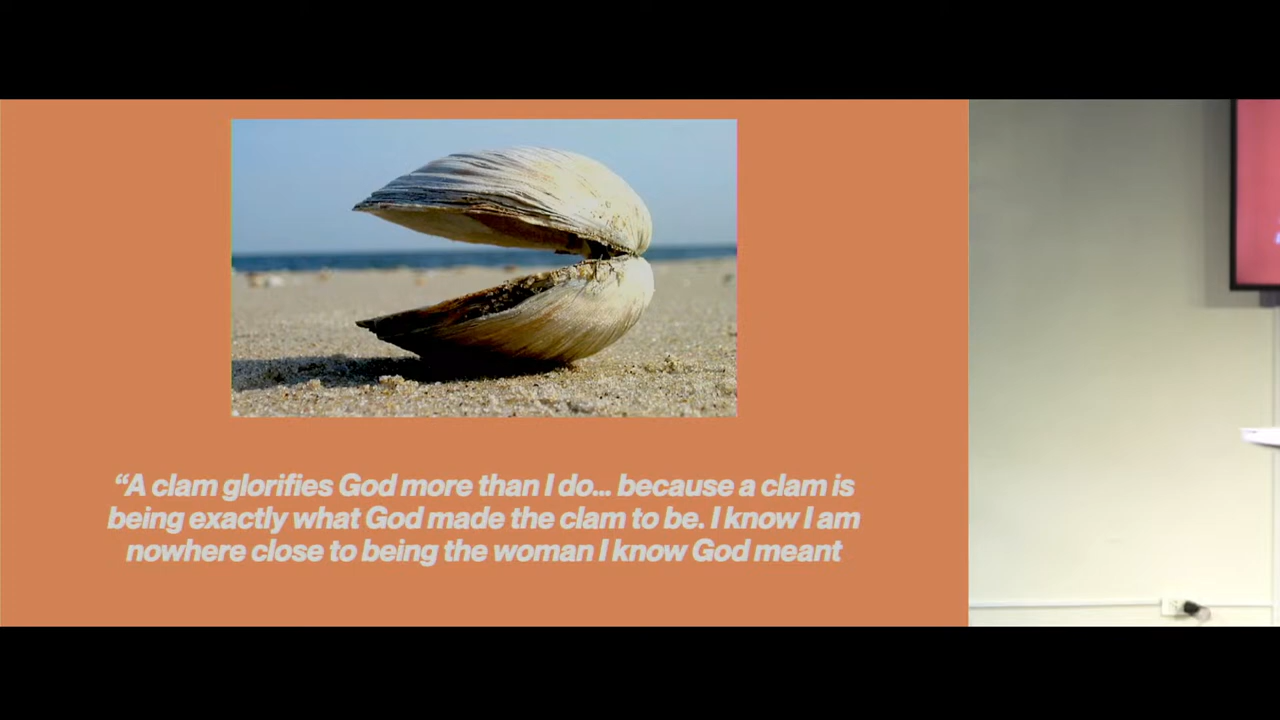 “A clam glorifies God more than I do... because a clam is
being exactly what God made the clam to be. I know I am
nowhere close to being the woman I know God meant